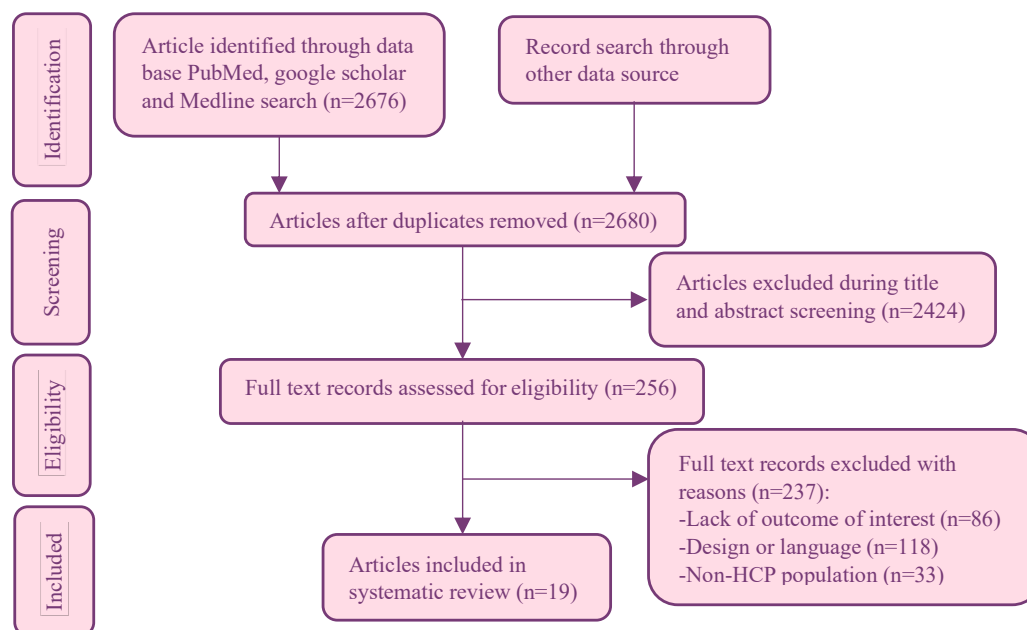 Identification
Article identified through data
base PubMed, google scholar
and Medline search (n=2676)
Record search through
other data source
Articles after duplicates removed (n=2680)
Screening
Articles excluded during title
and abstract screening (n=2424)
Eligibility
Full text records assessed for eligibility (n=256)
Full text records excluded with
reasons (n=237):
-Lack of outcome of interest (n=86)
-Design or language (n=118)
-Non-HCP population (n=33)
Included
Articles included in
systematic review (n=19)